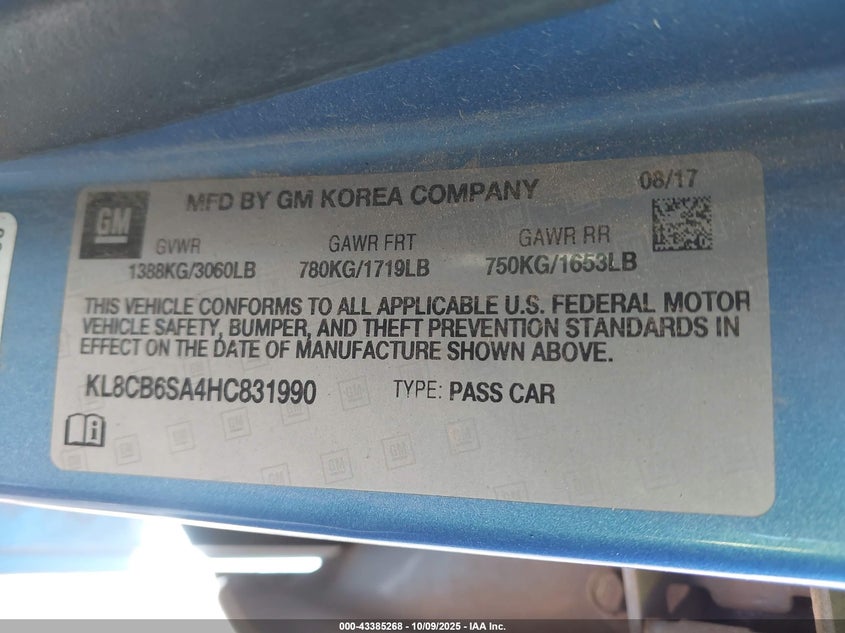 MFD BY GM KOREA COMPANY 08/17
GM
GVWR GAWR FRT GAWR RR
1388KG/3060LB 780KG/1719LB 750KG/1653LB
THIS VEHICLE CONFORMS TO ALL APPLICABLE U.S. FEDERAL MOTOR
VEHICLE SAFETY, BUMPER, AND THEFT PREVENTION STANDARDS IN
EFFECT ON THE DATE OF MANUFACTURE SHOWN ABOVE.
KL8CB6SA4HC831990 TYPE: PASS CAR
000-43385268 - 10/09/2025 - IAA Inc.